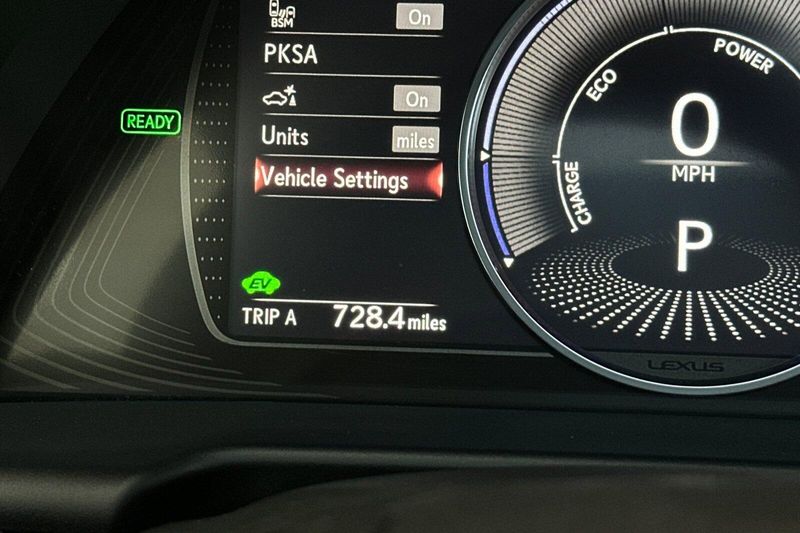 BSM On
PKSA
On
READY
Units miles
Vehicle Settings
EV
TRIP A 728.4 miles
CHARGE
ECO
POWER
0
MPH
P
LEXUS